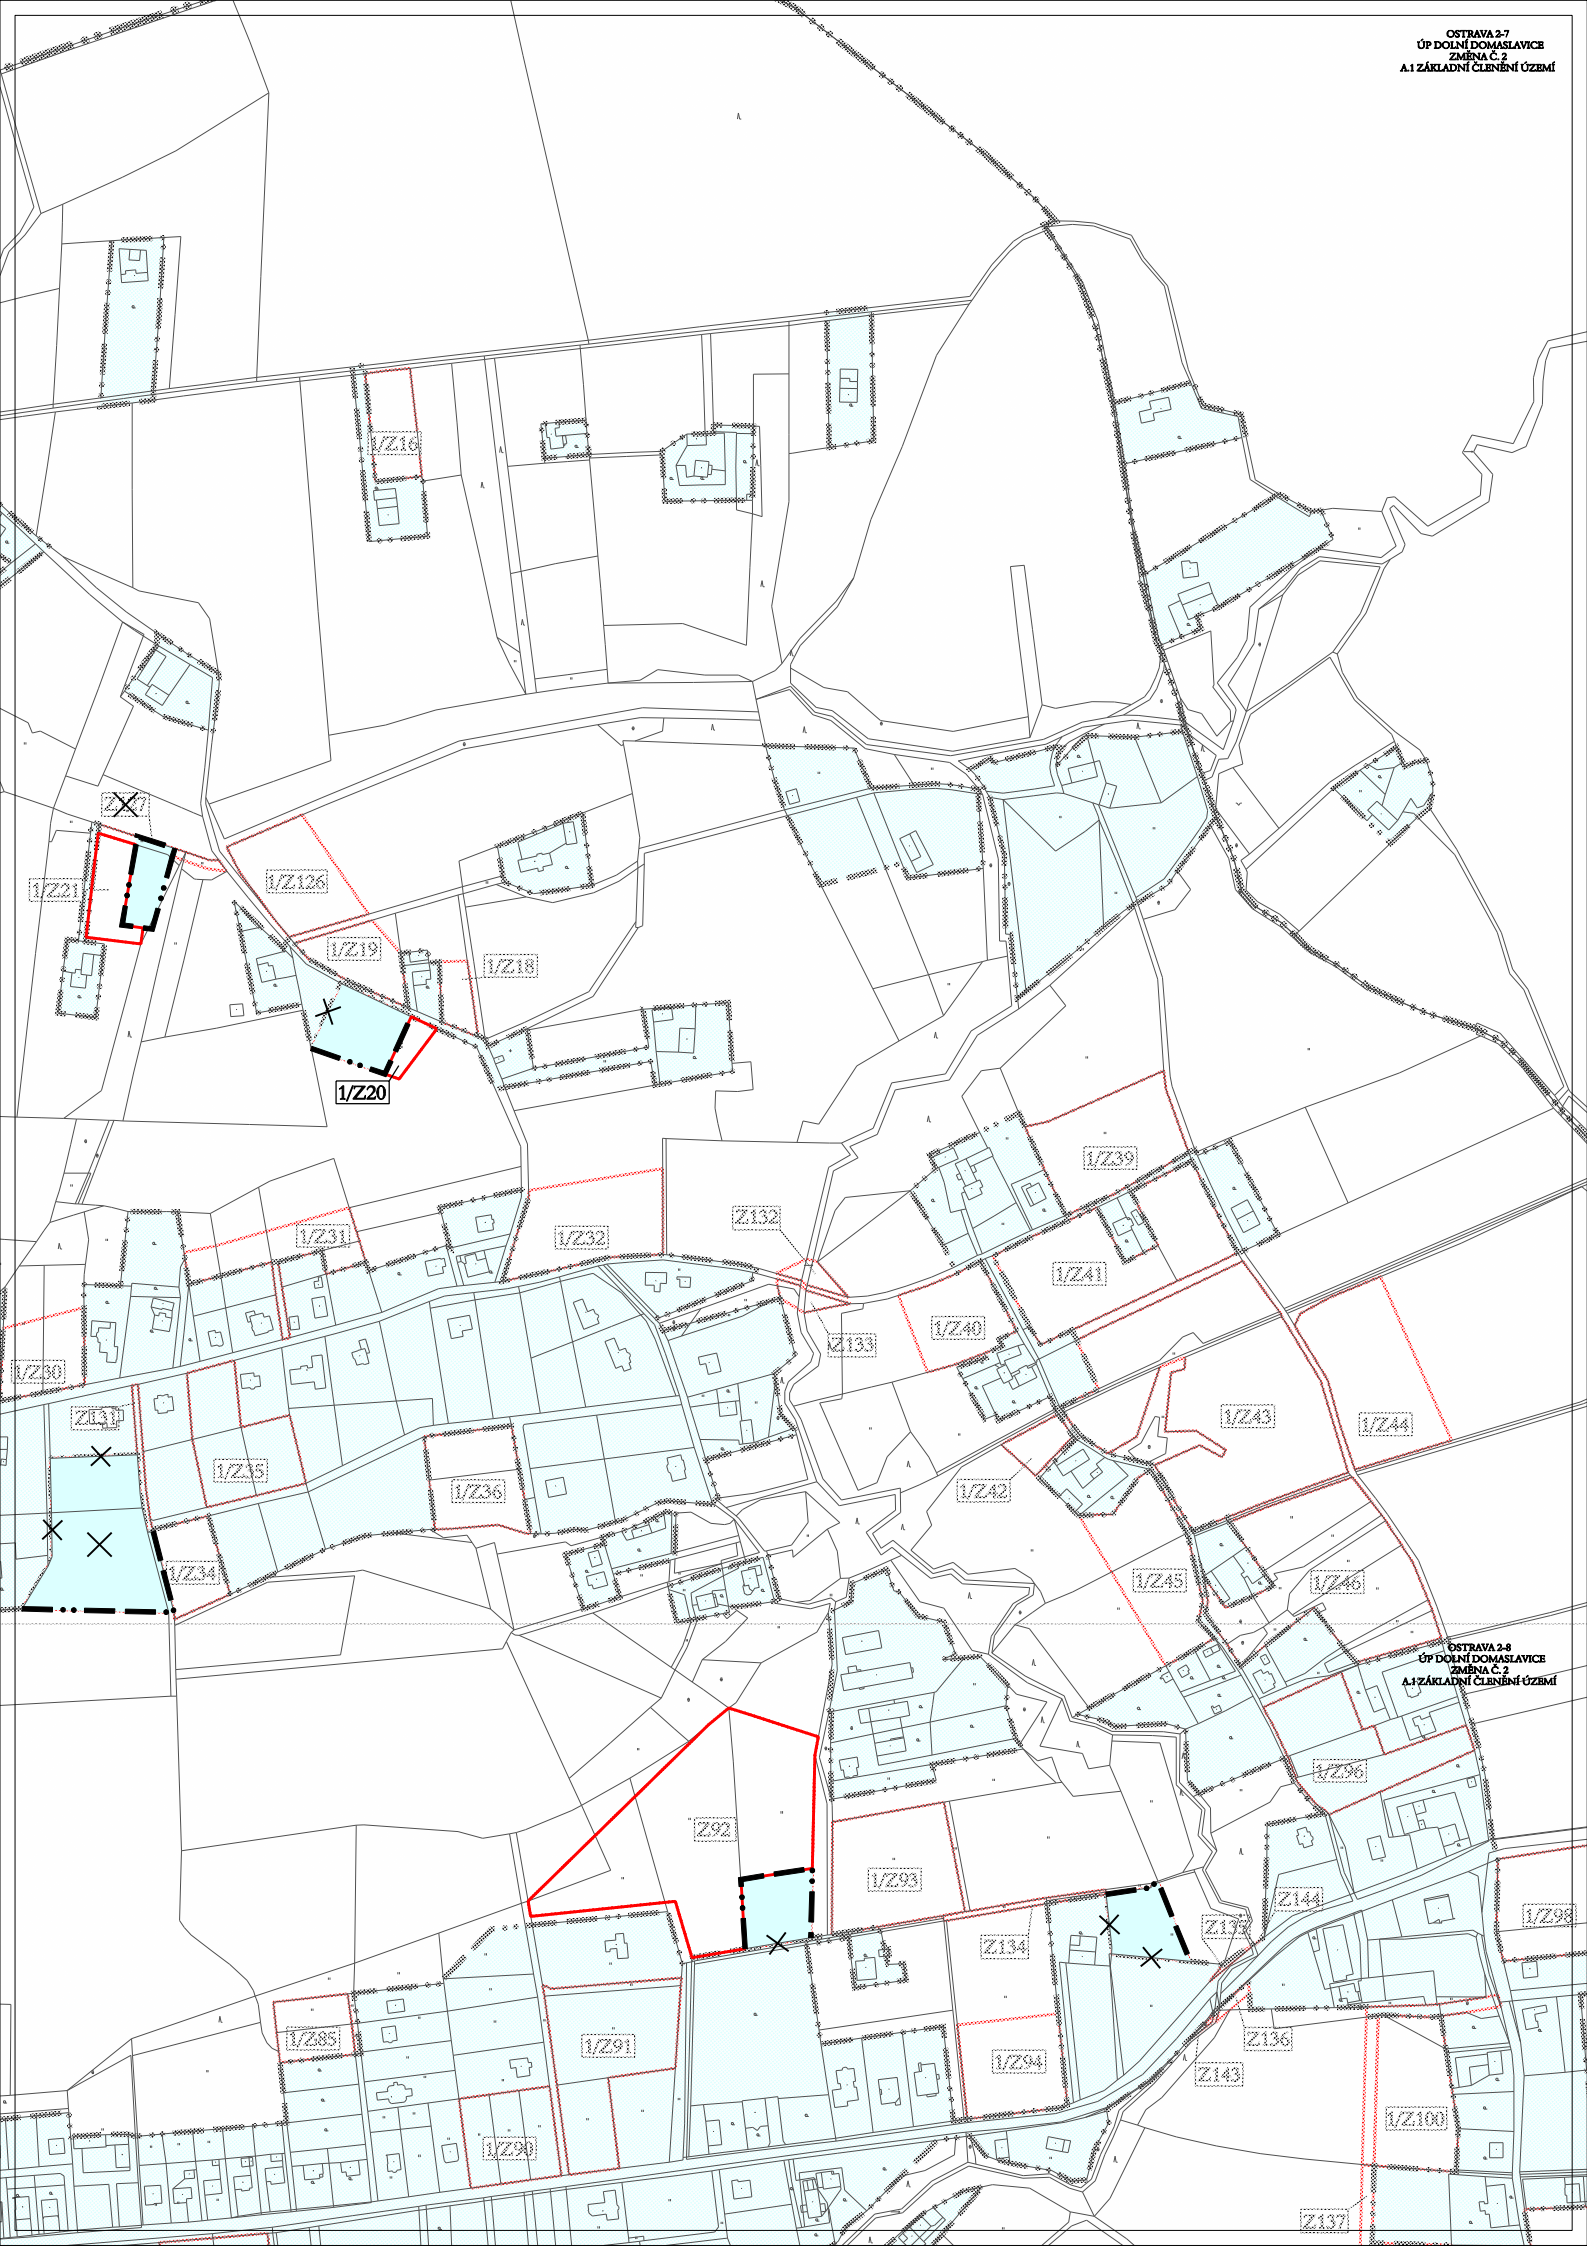 OSTRAVA 2-7
ÚP DOLNÍ DOMASLAVICE
ZMĚNA Č. 2
A.1 ZÁKLADNÍ ČLENĚNÍ ÚZEMÍ
1/Z16
1/Z21
1/Z126
1/Z19
1/Z18
1/Z20
1/Z39
Z132
1/Z31
1/Z32
1/Z41
1/Z40
Z133
1/Z30
Z131
1/Z43
1/Z44
1/Z35
1/Z36
1/Z42
1/Z34
1/Z45
1/Z46
OSTRAVA 2-8
ÚP DOLNÍ DOMASLAVICE
ZMĚNA Č. 2
A.1 ZÁKLADNÍ ČLENĚNÍ ÚZEMÍ
1/Z96
Z92
1/Z93
Z144
1/Z98
Z134
1/Z85
1/Z91
Z136
1/Z94
Z143
1/Z100
1/Z90
Z137